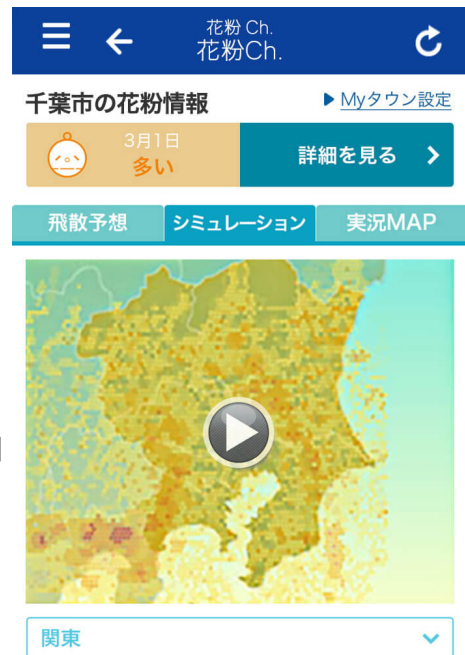 花粉 Ch.
花粉Ch.
千葉市の花粉情報
Myタウン設定
3月1日
多い
詳細を見る
飛散予想
シミュレーション
実況MAP
関東